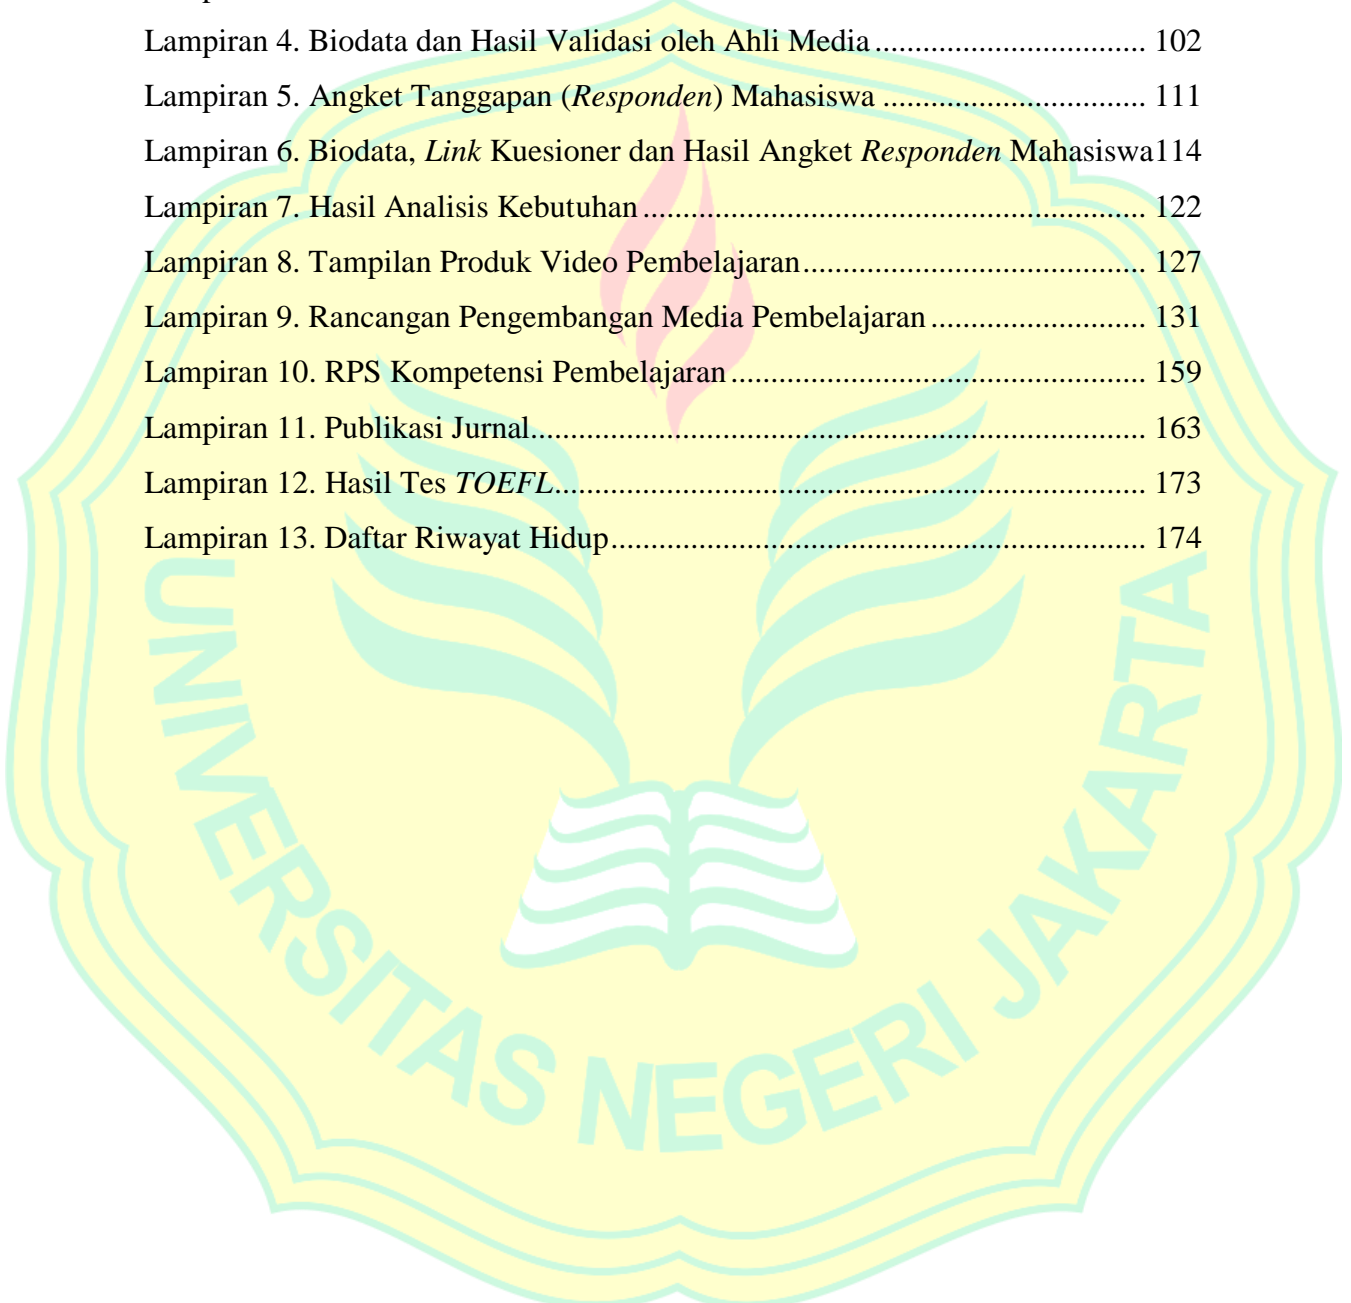 Lampiran 4. Biodata dan Hasil Validasi oleh Ahli Media .................................. 102
Lampiran 5. Angket Tanggapan (Responden) Mahasiswa ................................. 111
Lampiran 6. Biodata, Link Kuesioner dan Hasil Angket Responden Mahasiswa114
Lampiran 7. Hasil Analisis Kebutuhan ............................................................... 122
Lampiran 8. Tampilan Produk Video Pembelajaran........................................... 127
Lampiran 9. Rancangan Pengembangan Media Pembelajaran ........................... 131
Lampiran 10. RPS Kompetensi Pembelajaran .................................................... 159
Lampiran 11. Publikasi Jurnal............................................................................. 163
Lampiran 12. Hasil Tes TOEFL.......................................................................... 173
Lampiran 13. Daftar Riwayat Hidup................................................................... 174
UNIVERSITAS NEGERI JAKARTA